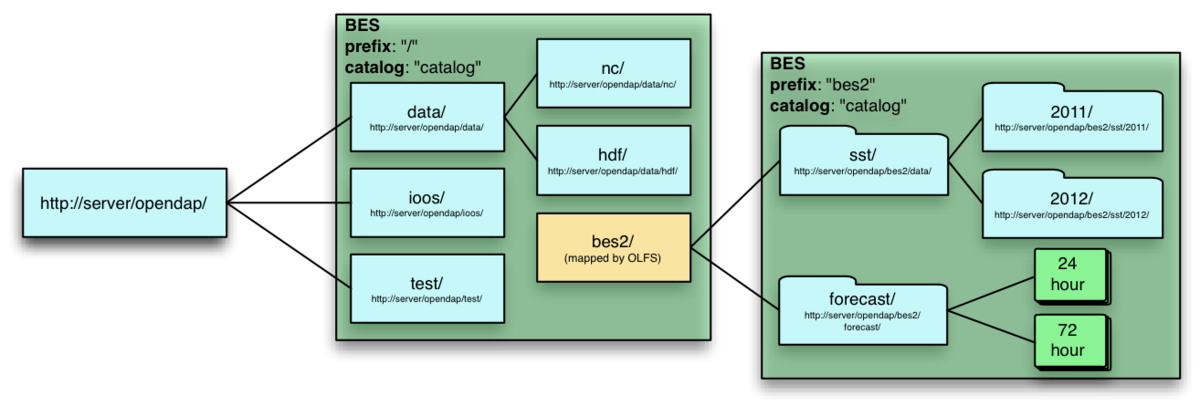 http://server/opendap/
BES
prefix: "/"
catalog: "catalog"
data/
http://server/opendap/data/
ioos/
http://server/opendap/ioos/
test/
http://server/opendap/test/
nc/
http://server/opendap/data/nc/
hdf/
http://server/opendap/data/hdf/
bes2/
(mapped by OLFS)
BES
prefix: "bes2"
catalog: "catalog"
sst/
http://server/opendap/bes2/data/
2011/
http://server/opendap/bes2/sst/2011/
2012/
http://server/opendap/bes2/sst/2012/
forecast/
http://server/opendap/bes2/
forecast/
24
hour
72
hour